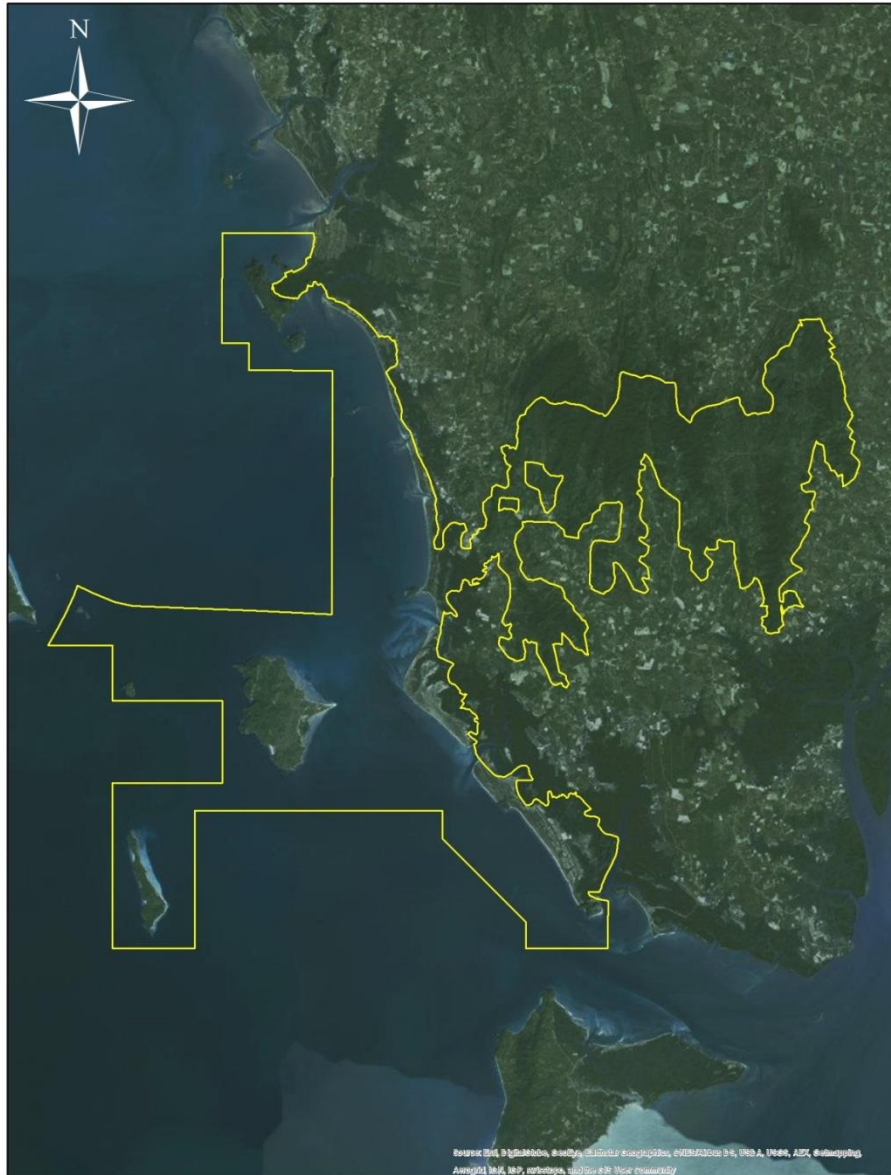 N
Source: Esri, DigitalGlobe, GeoEye, Earthstar Geographics, CNES/Airbus DS, USDA, USGS, AEX, Getmapping,
Aerogrid, IGN, IGP, swisstopo, and the GIS User Community